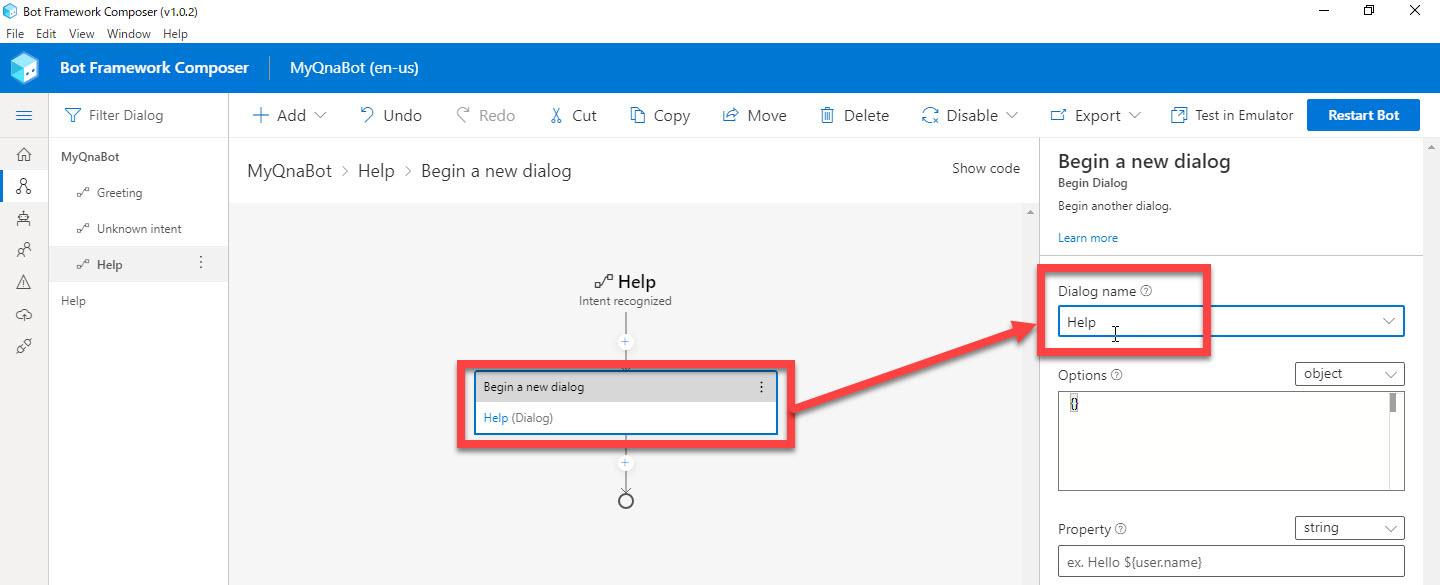 Bot Framework Composer (v1.0.2)
File Edit View Window Help
Bot Framework Composer MyQnaBot (en-us)
Filter Dialog
Add Undo Redo Cut Copy Move Delete Disable Export Test in Emulator Restart Bot
MyQnaBot
Greeting
Unknown intent
Help
Help
MyQnaBot > Help > Begin a new dialog
Show code
Help
Intent recognized
Begin a new dialog
Help (Dialog)
Begin a new dialog
Begin Dialog
Begin another dialog.
Learn more
Dialog name
Help
Options object
{}
Property string
ex. Hello ${user.name}